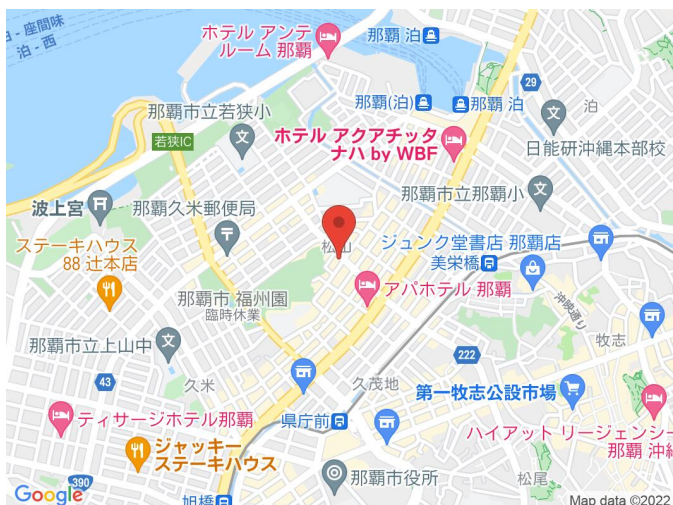 泊 - 座間味
泊 - 西
ホテル アンテ
ルーム 那覇
那覇 泊
29
泊
那覇市立若狭小
那覇(泊)
那覇 泊
若狭IC
ホテル アクアチッタ
ナハ by WBF
日能研沖縄本部校
波上宮
那覇久米郵便局
那覇市立那覇小
松山
ジュンク堂書店 那覇店
美栄橋
ステーキハウス
88 辻本店
那覇市 福州園
臨時休業
アパホテル 那覇
沖映通り
牧志
那覇市立上山中
222
43
久米
久茂地
第一牧志公設市場
ティサージホテル那覇
県庁前
ハイアット リージェンシー
那覇 沖縄
ジャッキー
ステーキハウス
那覇市役所
松尾
390
旭橋
Google
Map data ©2022